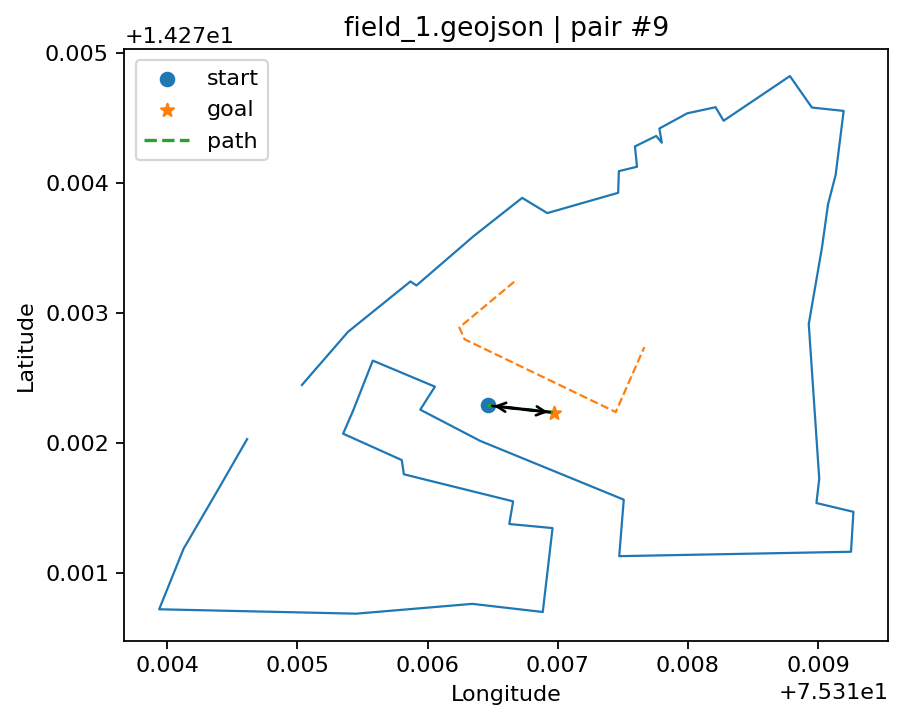 field_1.geojson | pair #9
+1.427e1
start
goal
path
0.005
0.004
0.003
0.002
0.001
Latitude
0.004 0.005 0.006 0.007 0.008 0.009
+7.531e1
Longitude